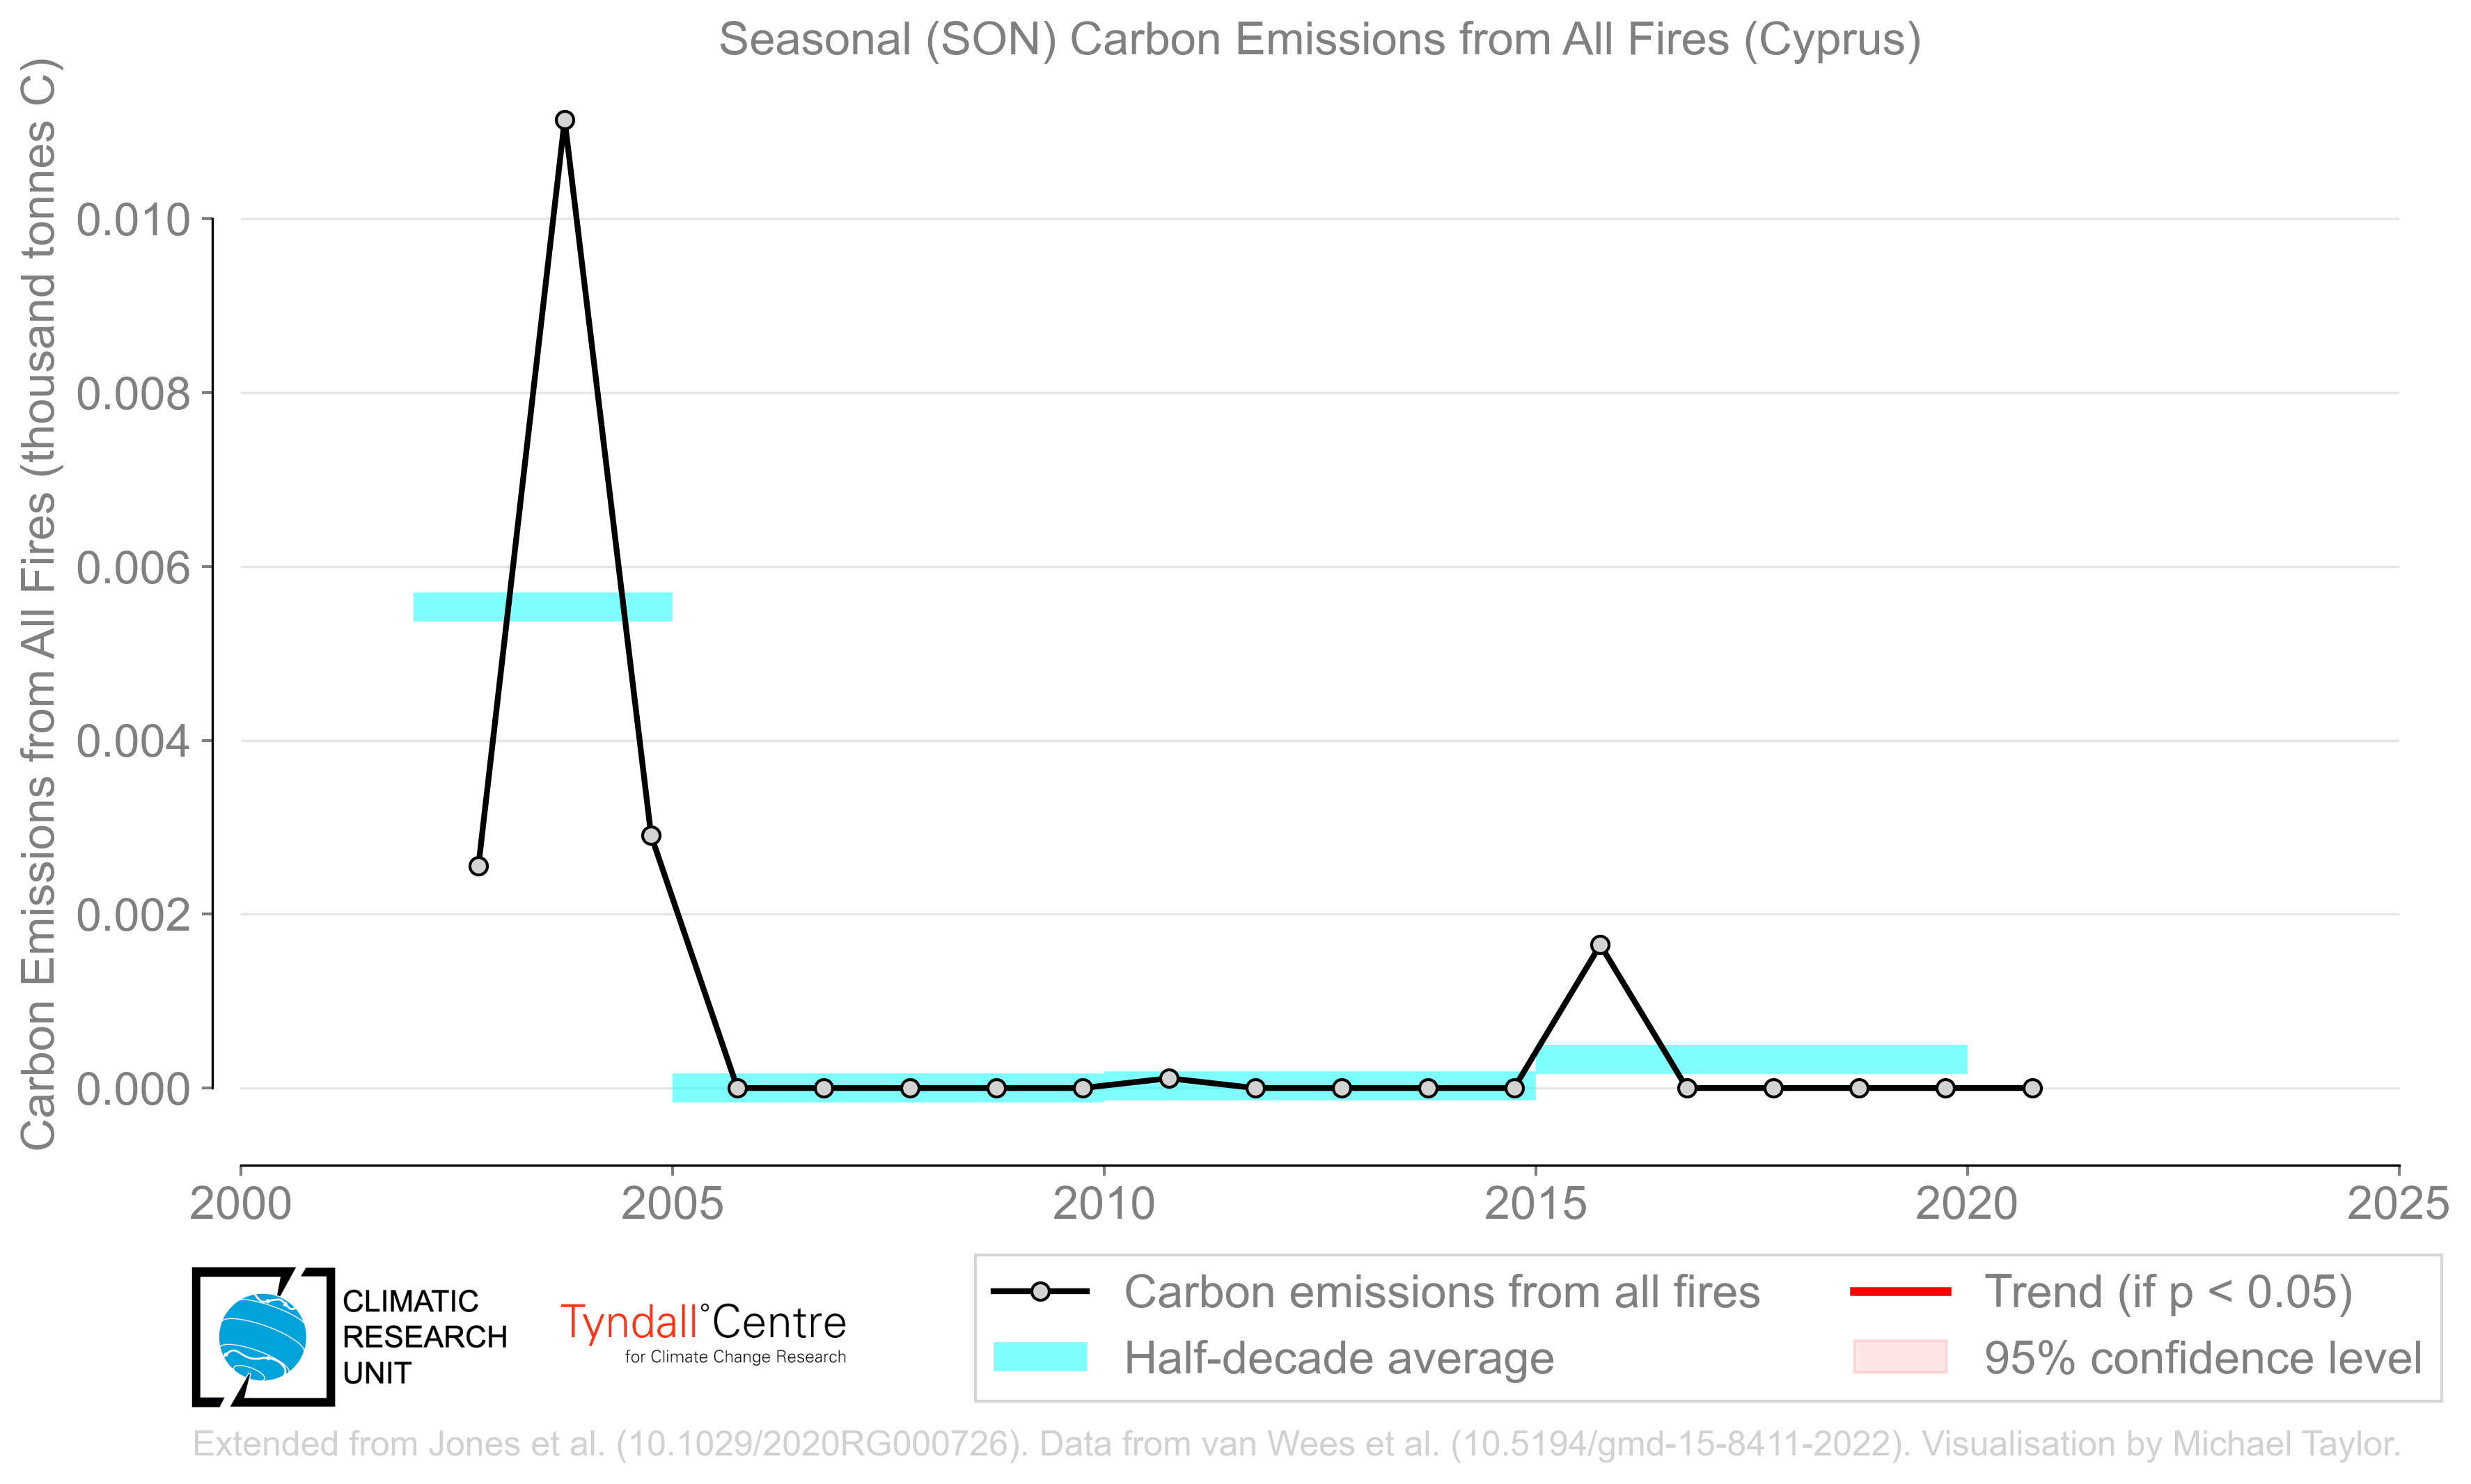 Seasonal (SON) Carbon Emissions from All Fires (Cyprus)
Carbon Emissions from All Fires (thousand tonnes C)
0.010
0.008
0.006
0.004
0.002
0.000
2000 2005 2010 2015 2020 2025
CLIMATIC
RESEARCH
UNIT
Tyndall°Centre
for Climate Change Research
Carbon emissions from all fires
Half-decade average
Trend (if p < 0.05)
95% confidence level
Extended from Jones et al. (10.1029/2020RG000726). Data from van Wees et al. (10.5194/gmd-15-8411-2022). Visualisation by Michael Taylor.